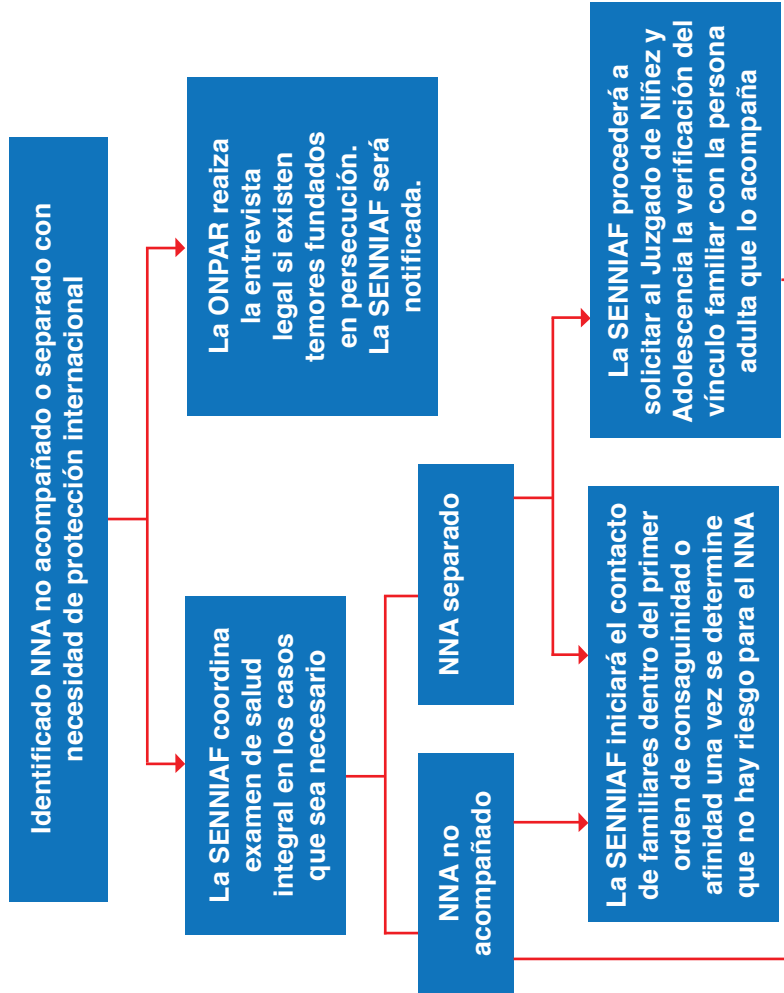 Identificado NNA no acompañado o separado con
necesidad de protección internacional
La SENNIAF coordina
examen de salud
integral en los casos
que sea necesario
La ONPAR reaiza
la entrevista
legal si existen
temores fundados
en persecución.
La SENNIAF será
notificada.
NNA no
acompañado
NNA separado
La SENNIAF iniciará el contacto
de familiares dentro del primer
orden de consaguinidad o
afinidad una vez se determine
que no hay riesgo para el NNA
La SENNIAF procederá a
solicitar al Juzgado de Niñez y
Adolescencia la verificación del
vínculo familiar con la persona
adulta que lo acompaña